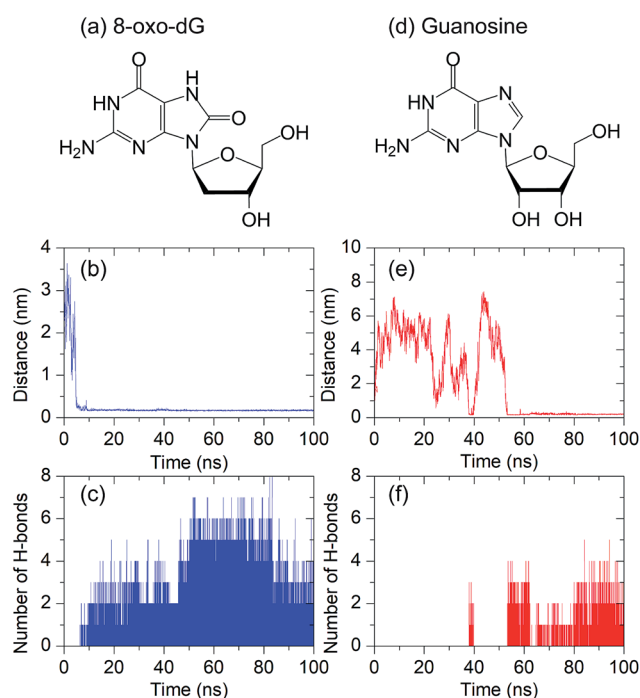 (a) 8-oxo-dG
(d) Guanosine
O
HN
H
N
O
H2N
N
N
O
OH
OH
O
HN
N
H2N
N
N
O
OH
OH
OH
(b)
4
3
2
1
0
Distance (nm)
0 20 40 60 80 100
Time (ns)
(e)
10
8
6
4
2
0
Distance (nm)
0 20 40 60 80 100
Time (ns)
(c)
8
6
4
2
0
Number of H-bonds
0 20 40 60 80 100
Time (ns)
(f)
8
6
4
2
0
Number of H-bonds
0 20 40 60 80 100
Time (ns)